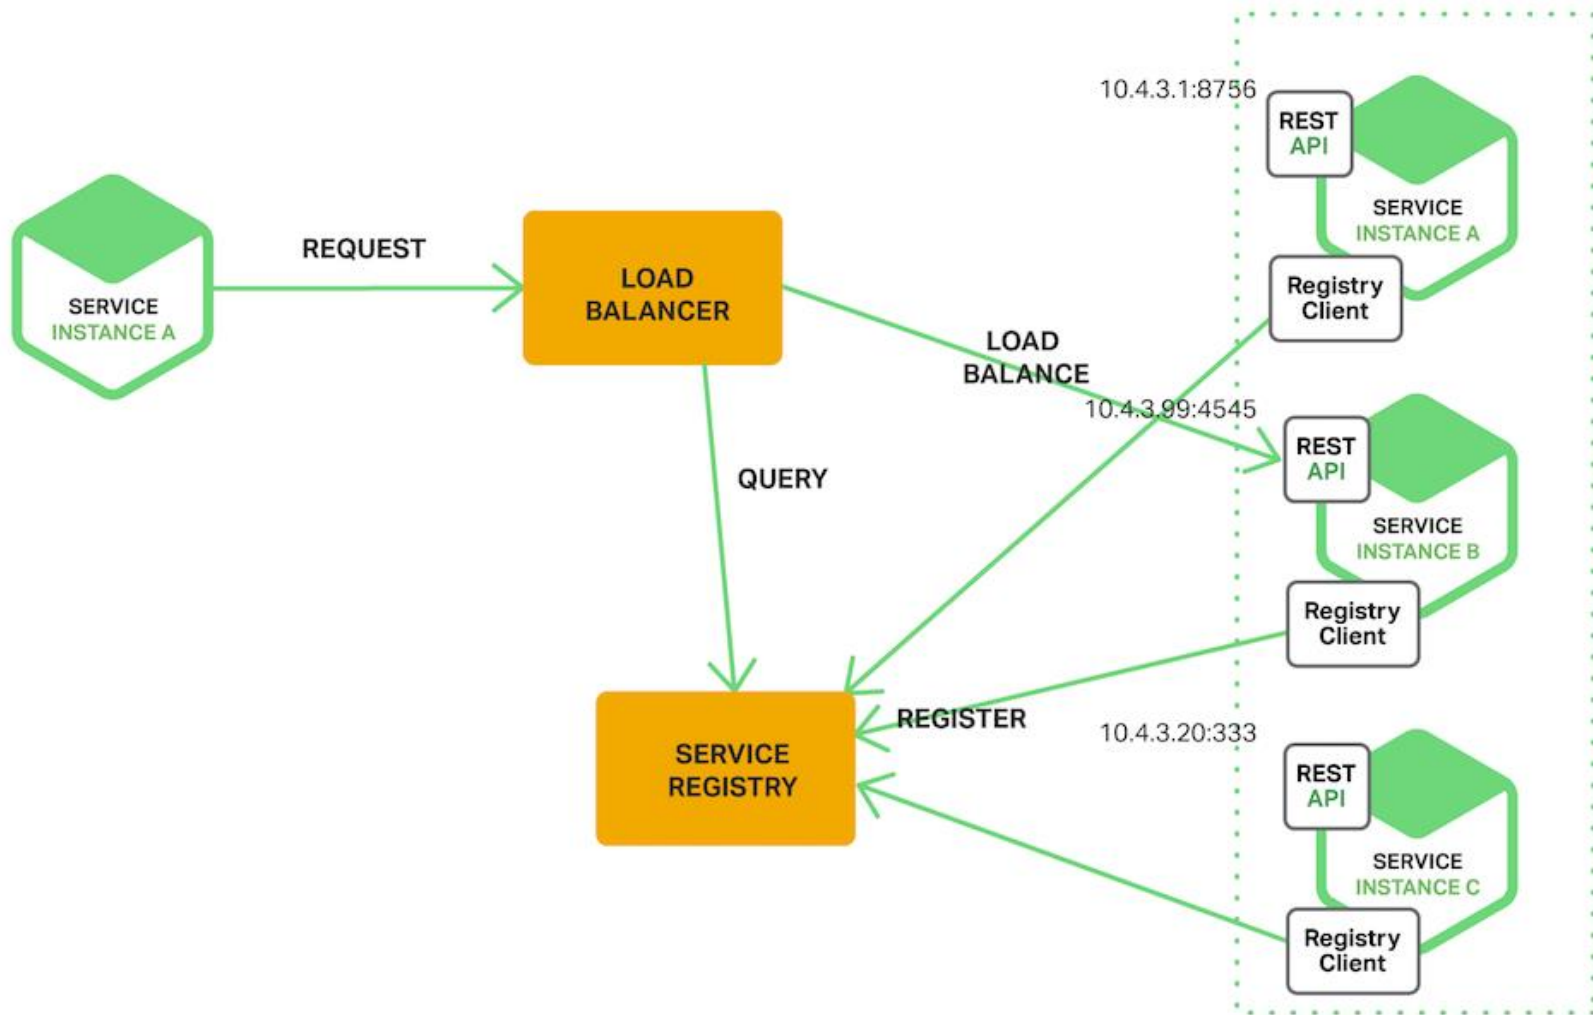 10.4.3.1:8756
REST
API
SERVICE
INSTANCE A
Registry
Client
SERVICE
INSTANCE A
REQUEST
LOAD
BALANCER
LOAD
BALANCE
10.4.3.99:4545
REST
API
SERVICE
INSTANCE B
Registry
Client
QUERY
REGISTER
SERVICE
REGISTRY
10.4.3.20:333
REST
API
SERVICE
INSTANCE C
Registry
Client